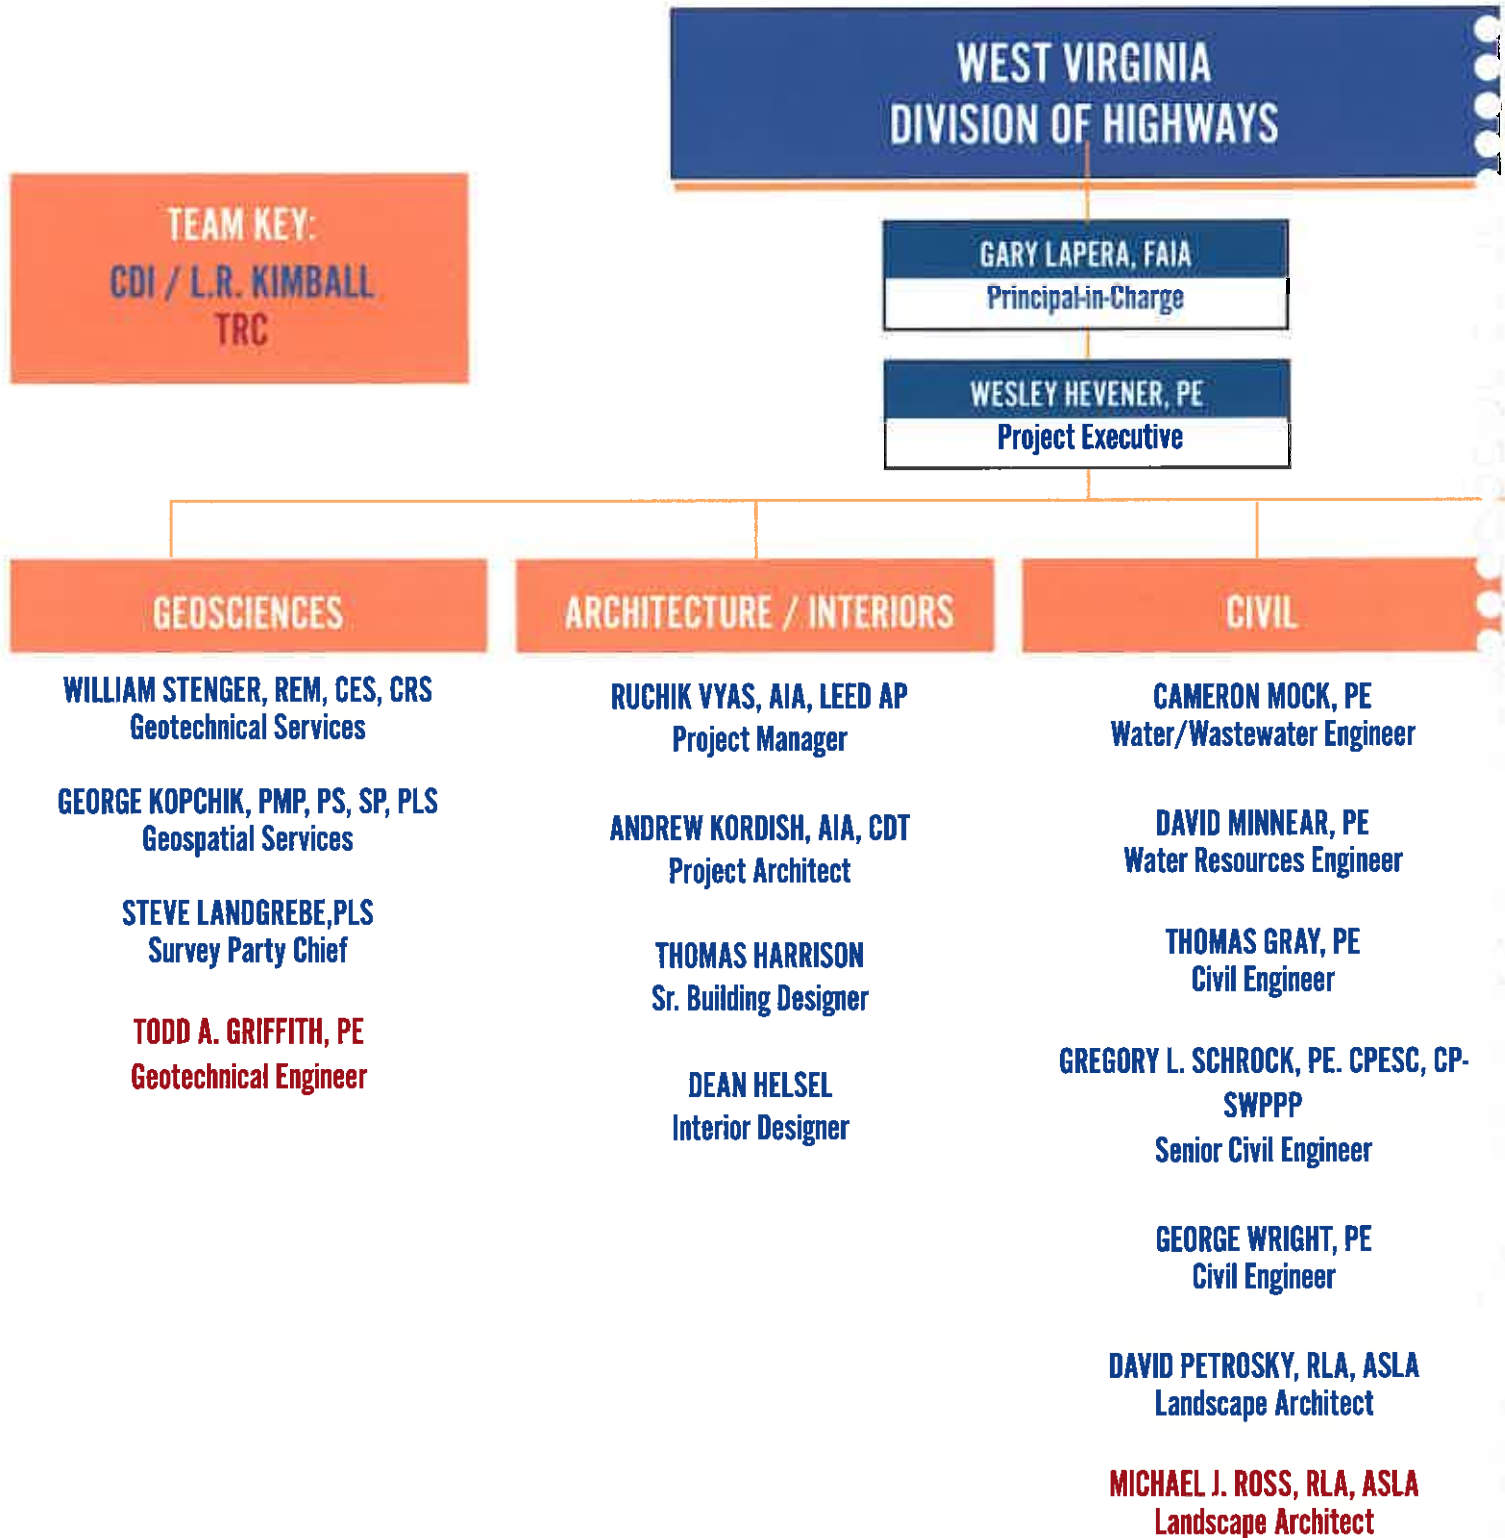 WEST VIRGINIA
DIVISION OF HIGHWAYS
TEAM KEY:
CDI / L.R. KIMBALL
TRC
GARY LAPERA, FAIA
Principal-in-Charge
WESLEY HEVENER, PE
Project Executive
GEOSCIENCES
WILLIAM STENGER, REM, CES, CRS
Geotechnical Services
GEORGE KOPCHIK, PMP, PS, SP, PLS
Geospatial Services
STEVE LANDGREBE,PLS
Survey Party Chief
TODD A. GRIFFITH, PE
Geotechnical Engineer
ARCHITECTURE / INTERIORS
RUCHIK VYAS, AIA, LEED AP
Project Manager
ANDREW KORDISH, AIA, CDT
Project Architect
THOMAS HARRISON
Sr. Building Designer
DEAN HELSEL
Interior Designer
CIVIL
CAMERON MOCK, PE
Water/Wastewater Engineer
DAVID MINNEAR, PE
Water Resources Engineer
THOMAS GRAY, PE
Civil Engineer
GREGORY L. SCHROCK, PE. CPESC, CP-
SWPPP
Senior Civil Engineer
GEORGE WRIGHT, PE
Civil Engineer
DAVID PETROSKY, RLA, ASLA
Landscape Architect
MICHAEL J. ROSS, RLA, ASLA
Landscape Architect